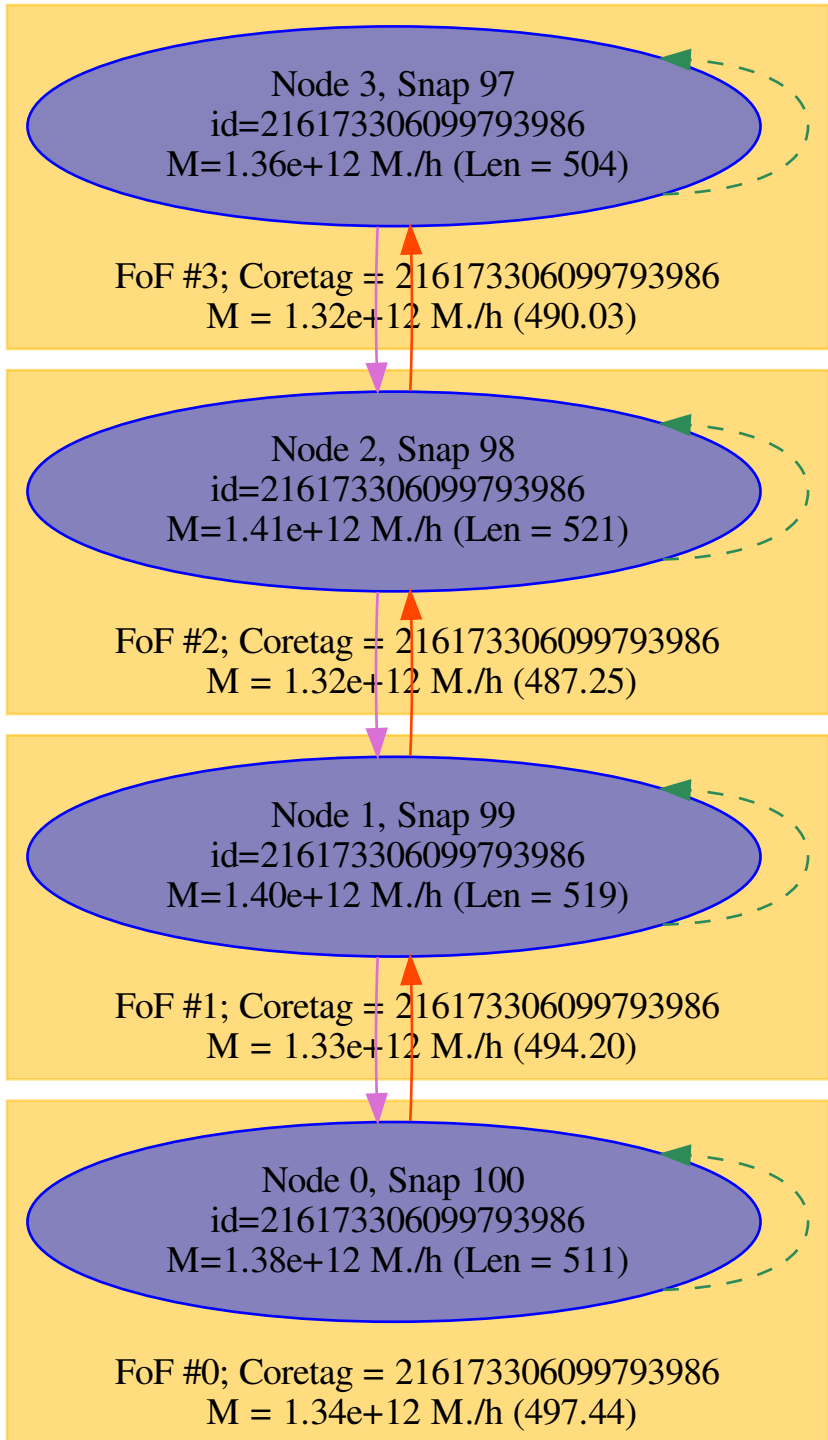 Node 3, Snap 97
id=216173306099793986
M=1.36e+12 M./h (Len = 504)
FoF #3; Coretag = 216173306099793986
M = 1.32e+12 M./h (490.03)
Node 2, Snap 98
id=216173306099793986
M=1.41e+12 M./h (Len = 521)
FoF #2; Coretag = 216173306099793986
M = 1.32e+12 M./h (487.25)
Node 1, Snap 99
id=216173306099793986
M=1.40e+12 M./h (Len = 519)
FoF #1; Coretag = 216173306099793986
M = 1.33e+12 M./h (494.20)
Node 0, Snap 100
id=216173306099793986
M=1.38e+12 M./h (Len = 511)
FoF #0; Coretag = 216173306099793986
M = 1.34e+12 M./h (497.44)